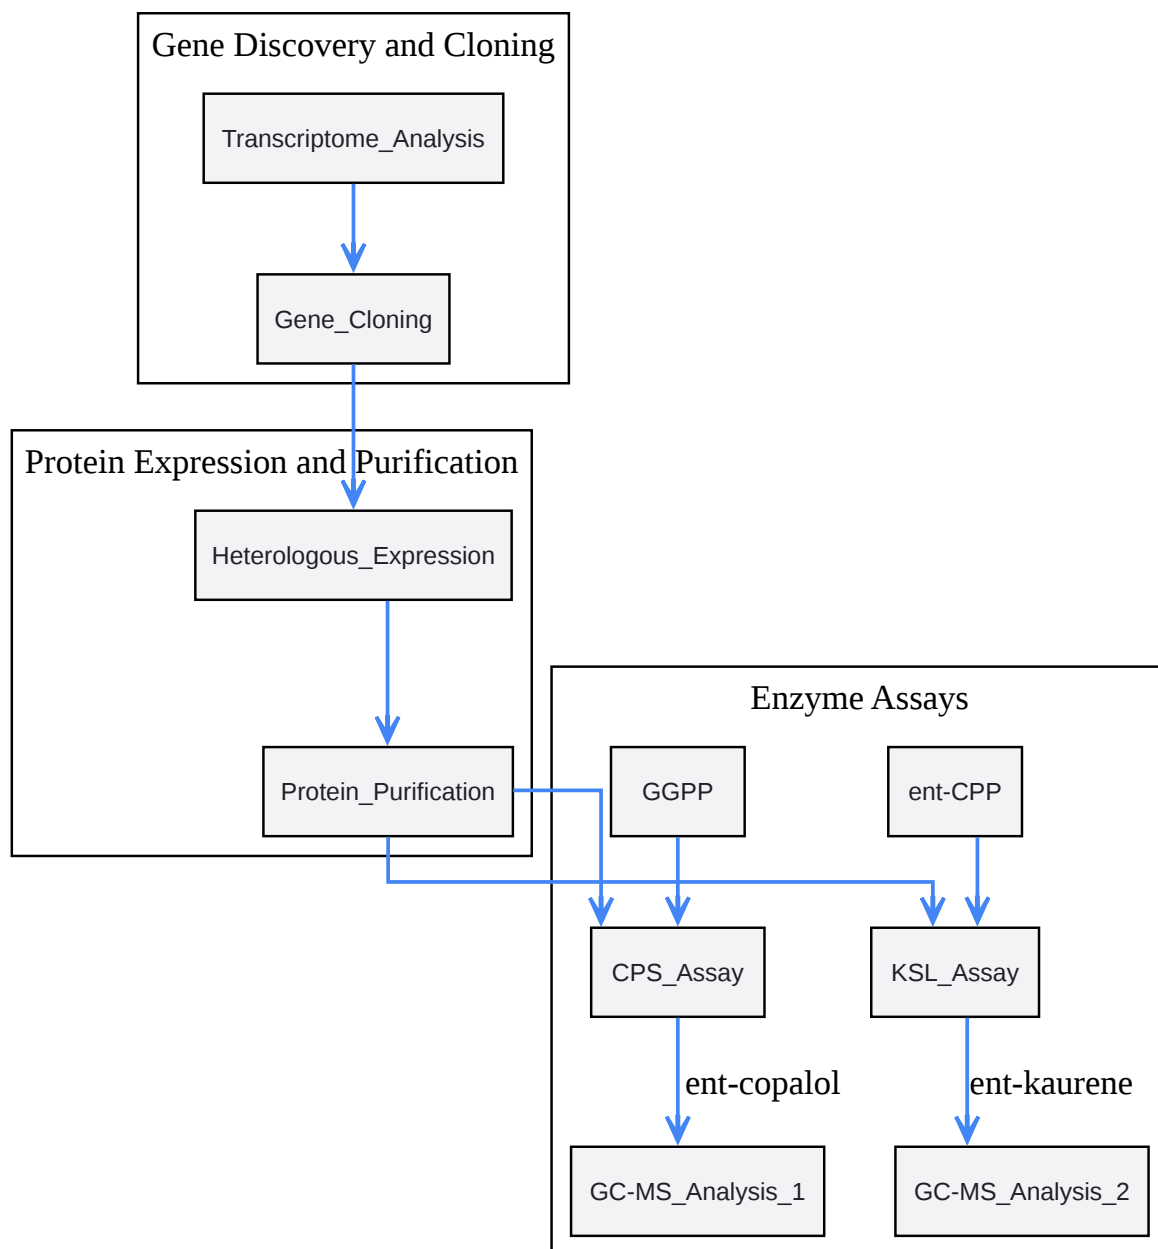 Gene Discovery and Cloning
Transcriptome_Analysis
Gene_Cloning
Protein Expression and Purification
Heterologous_Expression
Enzyme Assays
Protein_Purification
GGPP
ent-CPP
CPS_Assay
KSL_Assay
ent-copalol
ent-kaurene
GC-MS_Analysis_1
GC-MS_Analysis_2